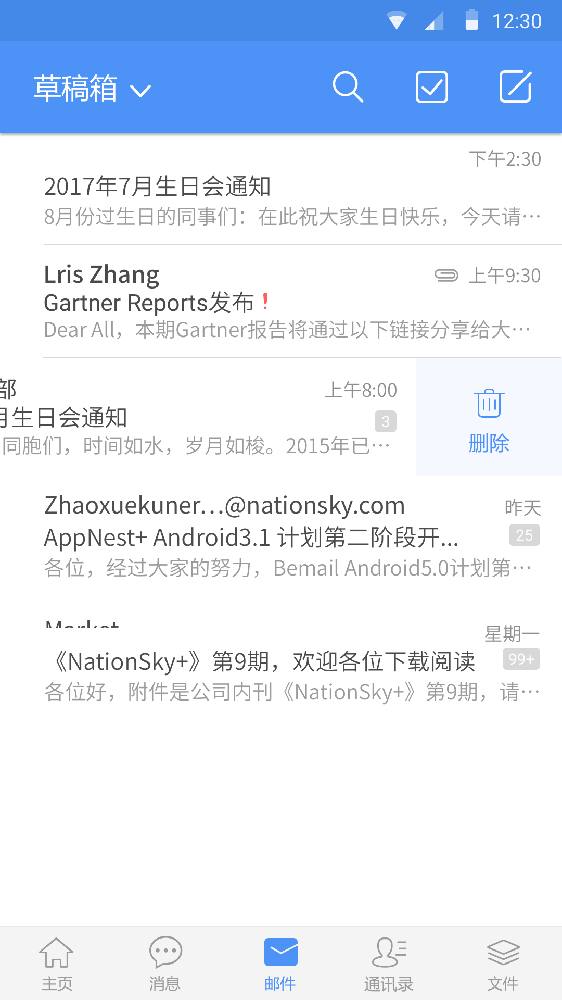 12:30
草稿箱
下午2:30
2017年7月生日会通知
8月份过生日的同事们：在此祝大家生日快乐，今天请…
Lris Zhang
上午9:30
Gartner Reports发布
Dear All，本期Gartner报告将通过以下链接分享给大…
部
上午8:00
月生日会通知
3
同胞们，时间如水，岁月如梭。2015年已…
删除
Zhaoxuekuner…@nationsky.com
昨天
AppNest+ Android3.1 计划第二阶段开...
25
各位，经过大家的努力，Bemail Android5.0计划第…
Market
星期一
《NationSky+》第9期，欢迎各位下载阅读
99+
各位好，附件是公司内刊《NationSky+》第9期，请…
主页
消息
邮件
通讯录
文件